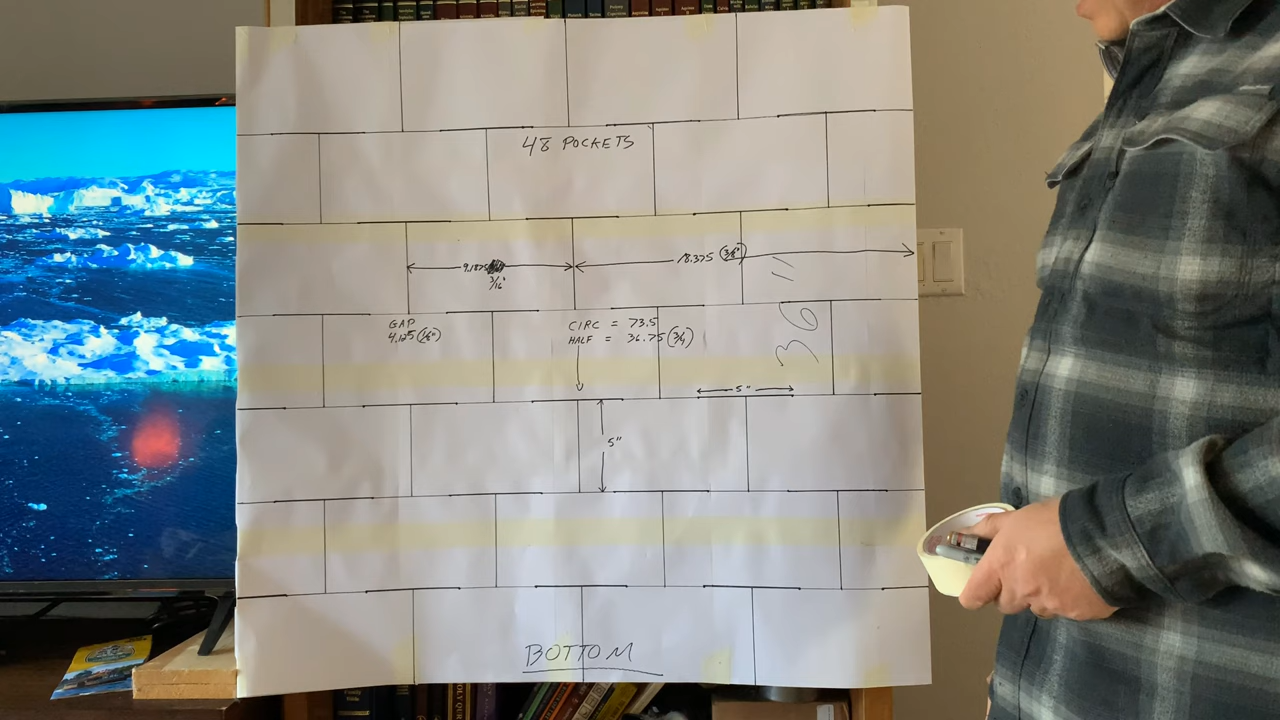 48 POCKETS
9.1875
3/16"
18.375 (3/8")
36"
GAP
4.125 (1/8")
CIRC = 73.5
HALF = 36.75 (3/4)
5"
5"
BOTTOM